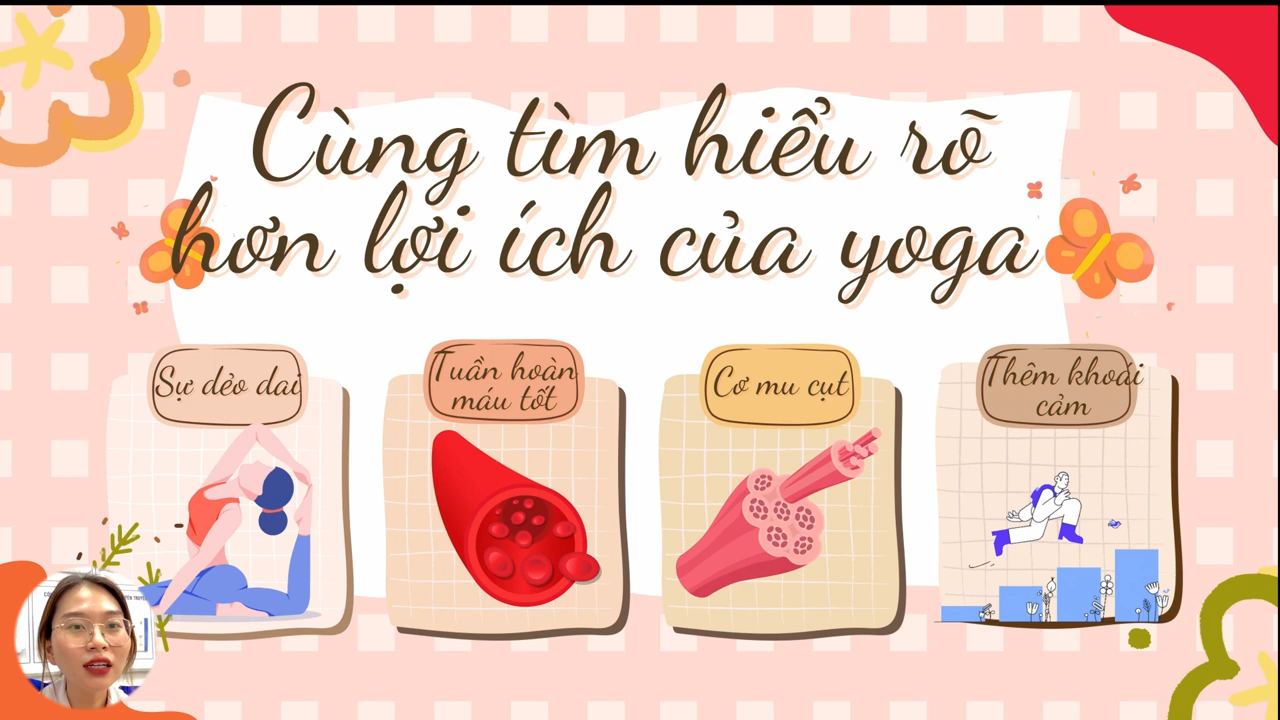 Cùng tìm hiểu rõ
hơn lợi ích của yoga
Sự dẻo dai
Tuần hoàn
máu tốt
Cơ mu cụt
Thêm khoái
cảm